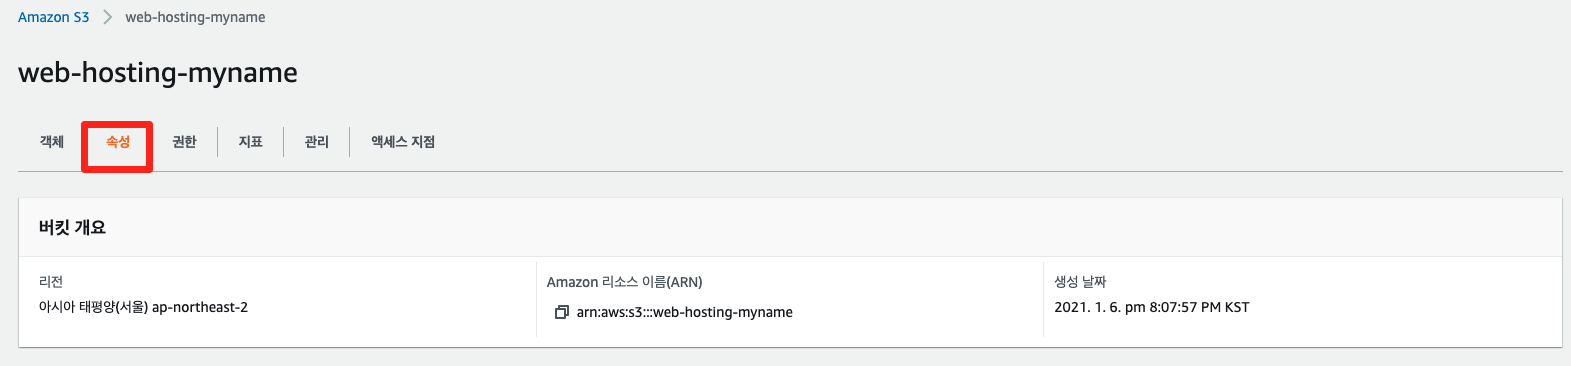 Amazon S3 > web-hosting-myname
web-hosting-myname
객체 속성 권한 지표 관리 액세스 지점
버킷 개요
리전 Amazon 리소스 이름(ARN) 생성 날짜
아시아 태평양(서울) ap-northeast-2 arn:aws:s3:::web-hosting-myname 2021. 1. 6. pm 8:07:57 PM KST